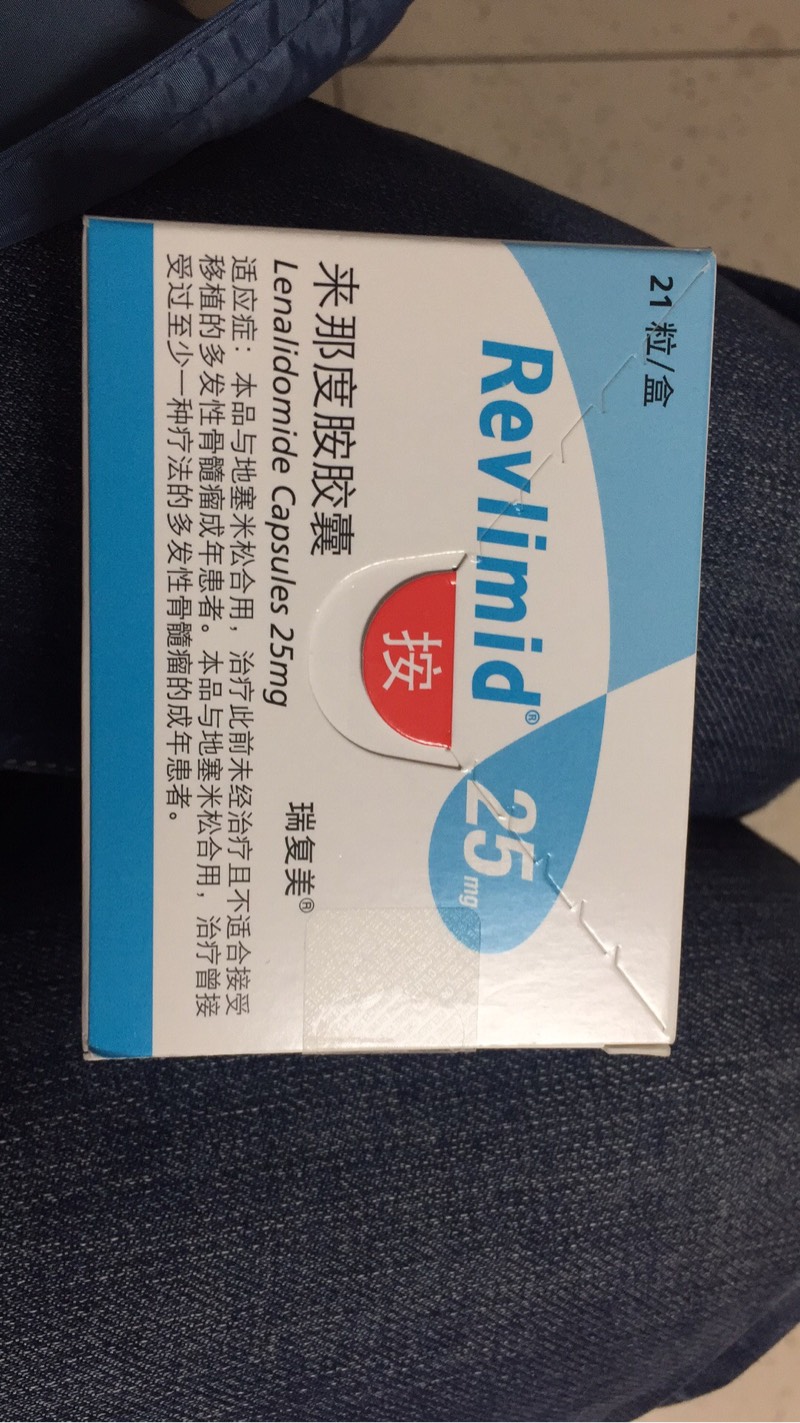 21 粒/盒
Revlimid® 25mg
按
来那度胺胶囊
Lenalidomide Capsules 25mg 瑞复美®
适应症：本品与地塞米松合用，治疗此前未经治疗且不适合接受
移植的多发性骨髓瘤成年患者。本品与地塞米松合用，治疗曾接
受过至少一种疗法的多发性骨髓瘤的成年患者。